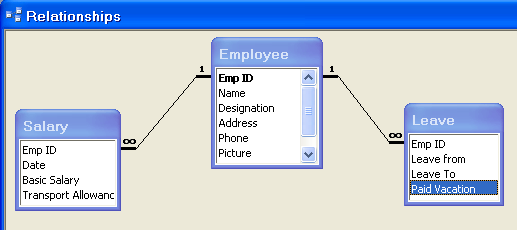 Relationships
Employee
1
1
Emp ID
Name
Designation
Address
Phone
Picture
Salary
∞
Emp ID
Date
Basic Salary
Transport Allowanc
Leave
∞
Emp ID
Leave from
Leave To
Paid Vacation